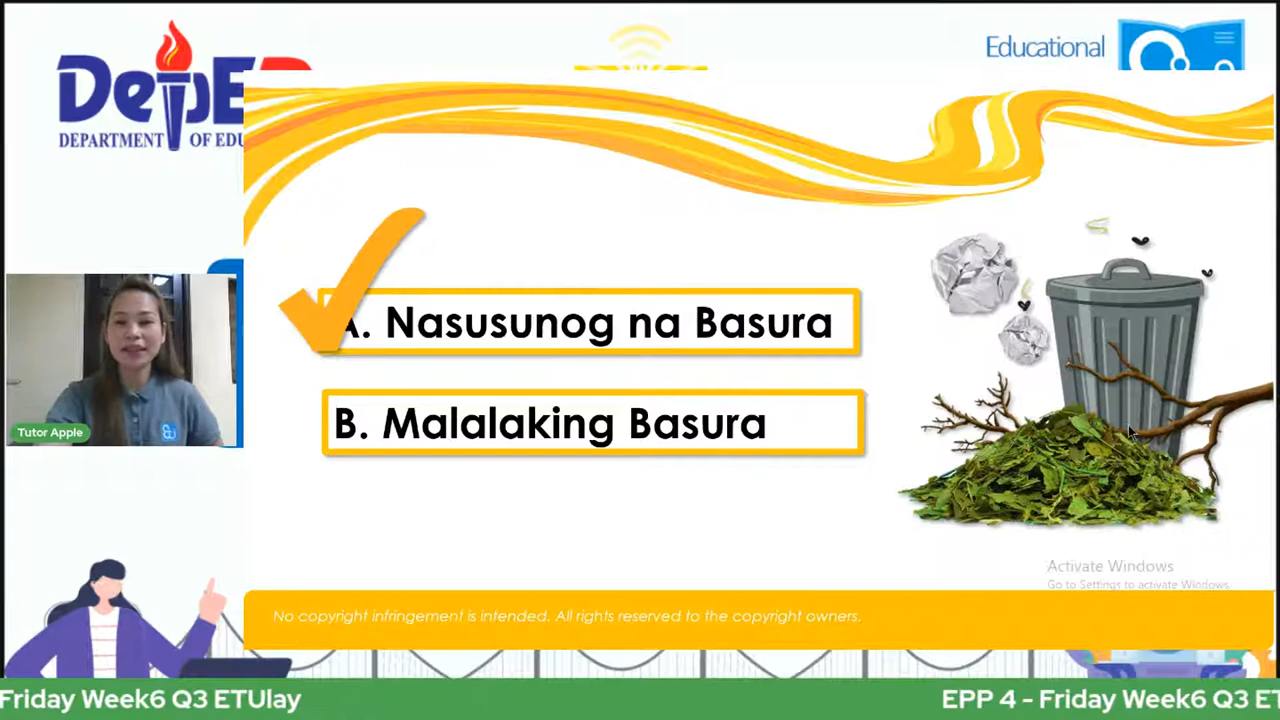 DepED
DEPARTMENT OF EDU
Educational
A. Nasusunog na Basura
B. Malalaking Basura
Tutor Apple
Activate Windows
Go to Settings to activate Windows.
No copyright infringement is intended. All rights reserved to the copyright owners.
Friday Week6 Q3 ETUlay
EPP 4 - Friday Week6 Q3 ET